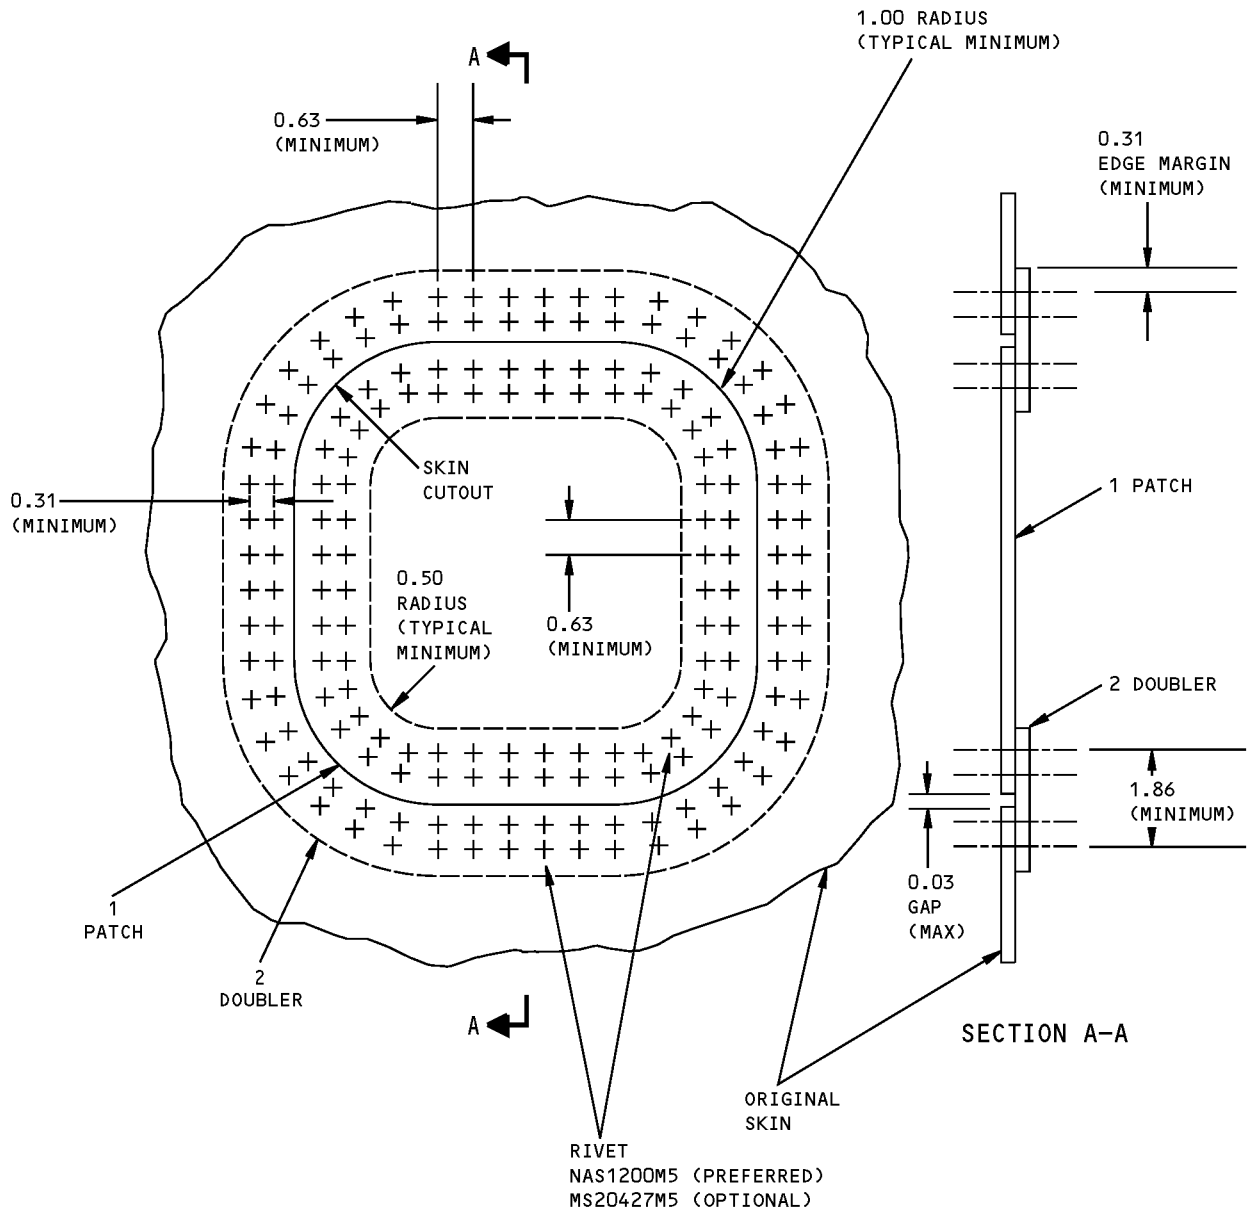 1.00 RADIUS
(TYPICAL MINIMUM)
A
0.63
(MINIMUM)
0.31
EDGE MARGIN
(MINIMUM)
SKIN
CUTOUT
0.31
(MINIMUM)
1 PATCH
0.50
RADIUS
(TYPICAL
MINIMUM)
0.63
(MINIMUM)
2 DOUBLER
1.86
(MINIMUM)
0.03
GAP
(MAX)
1
PATCH
2
DOUBLER
A
SECTION A-A
ORIGINAL
SKIN
RIVET
NAS1200M5 (PREFERRED)
MS20427M5 (OPTIONAL)